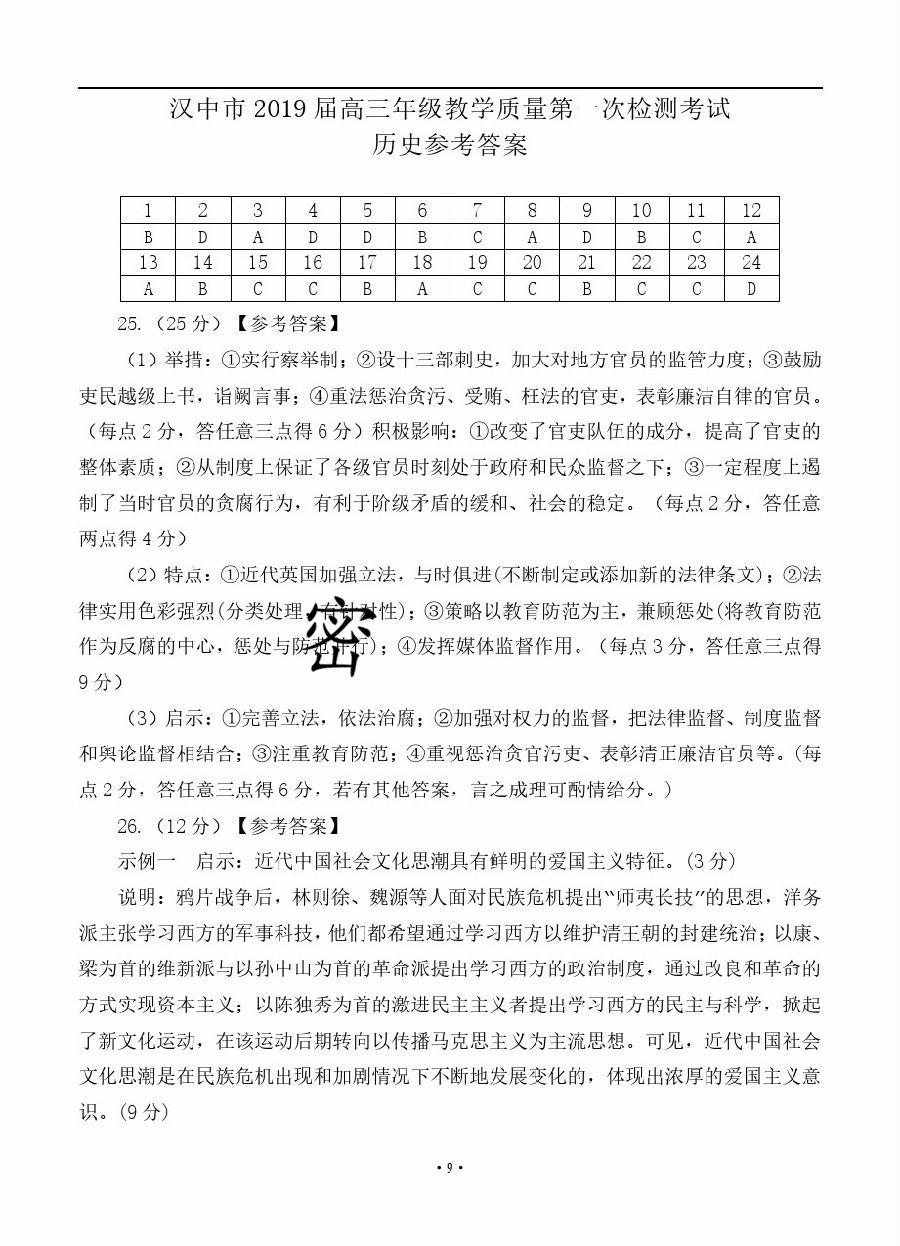 汉中市 2019 届高三年级教学质量第一次检测考试
历史参考答案
1 2 3 4 5 6 7 8 9 10 11 12
B D A D D B C A D B C A
13 14 15 16 17 18 19 20 21 22 23 24
A B C C B A C C B C C D
25.（25 分）【参考答案】
（1）举措：①实行察举制；②设十三部刺史，加大对地方官员的监管力度；③鼓励
吏民越级上书，诣阙言事；④重法惩治贪污、受贿、枉法的官吏，表彰廉洁自律的官员。
（每点 2 分，答任意三点得 6 分）积极影响：①改变了官吏队伍的成分，提高了官吏的
整体素质；②从制度上保证了各级官员时刻处于政府和民众监督之下；③一定程度上遏
制了当时官员的贪腐行为，有利于阶级矛盾的缓和、社会的稳定。（每点 2 分，答任意
两点得 4 分）
（2）特点：①近代英国加强立法，与时俱进(不断制定或添加新的法律条文)；②法
律实用色彩强烈(分类处理，有针对性)；③策略以教育防范为主，兼顾惩处(将教育防范
作为反腐的中心，惩处与防范并行)；④发挥媒体监督作用。（每点 3 分，答任意三点得
9 分）
密
（3）启示：①完善立法，依法治腐；②加强对权力的监督，把法律监督、制度监督
和舆论监督相结合；③注重教育防范；④重视惩治贪官污吏、表彰清正廉洁官员等。(每
点 2 分，答任意三点得 6 分，若有其他答案，言之成理可酌情给分。)
26.（12 分）【参考答案】
示例一　启示：近代中国社会文化思潮具有鲜明的爱国主义特征。(3 分)
说明：鸦片战争后，林则徐、魏源等人面对民族危机提出“师夷长技”的思想，洋务
派主张学习西方的军事科技，他们都希望通过学习西方以维护清王朝的封建统治；以康、
梁为首的维新派与以孙中山为首的革命派提出学习西方的政治制度，通过改良和革命的
方式实现资本主义；以陈独秀为首的激进民主主义者提出学习西方的民主与科学，掀起
了新文化运动，在该运动后期转向以传播马克思主义为主流思想。可见，近代中国社会
文化思潮是在民族危机出现和加剧情况下不断地发展变化的，体现出浓厚的爱国主义意
识。(9 分)
·9·